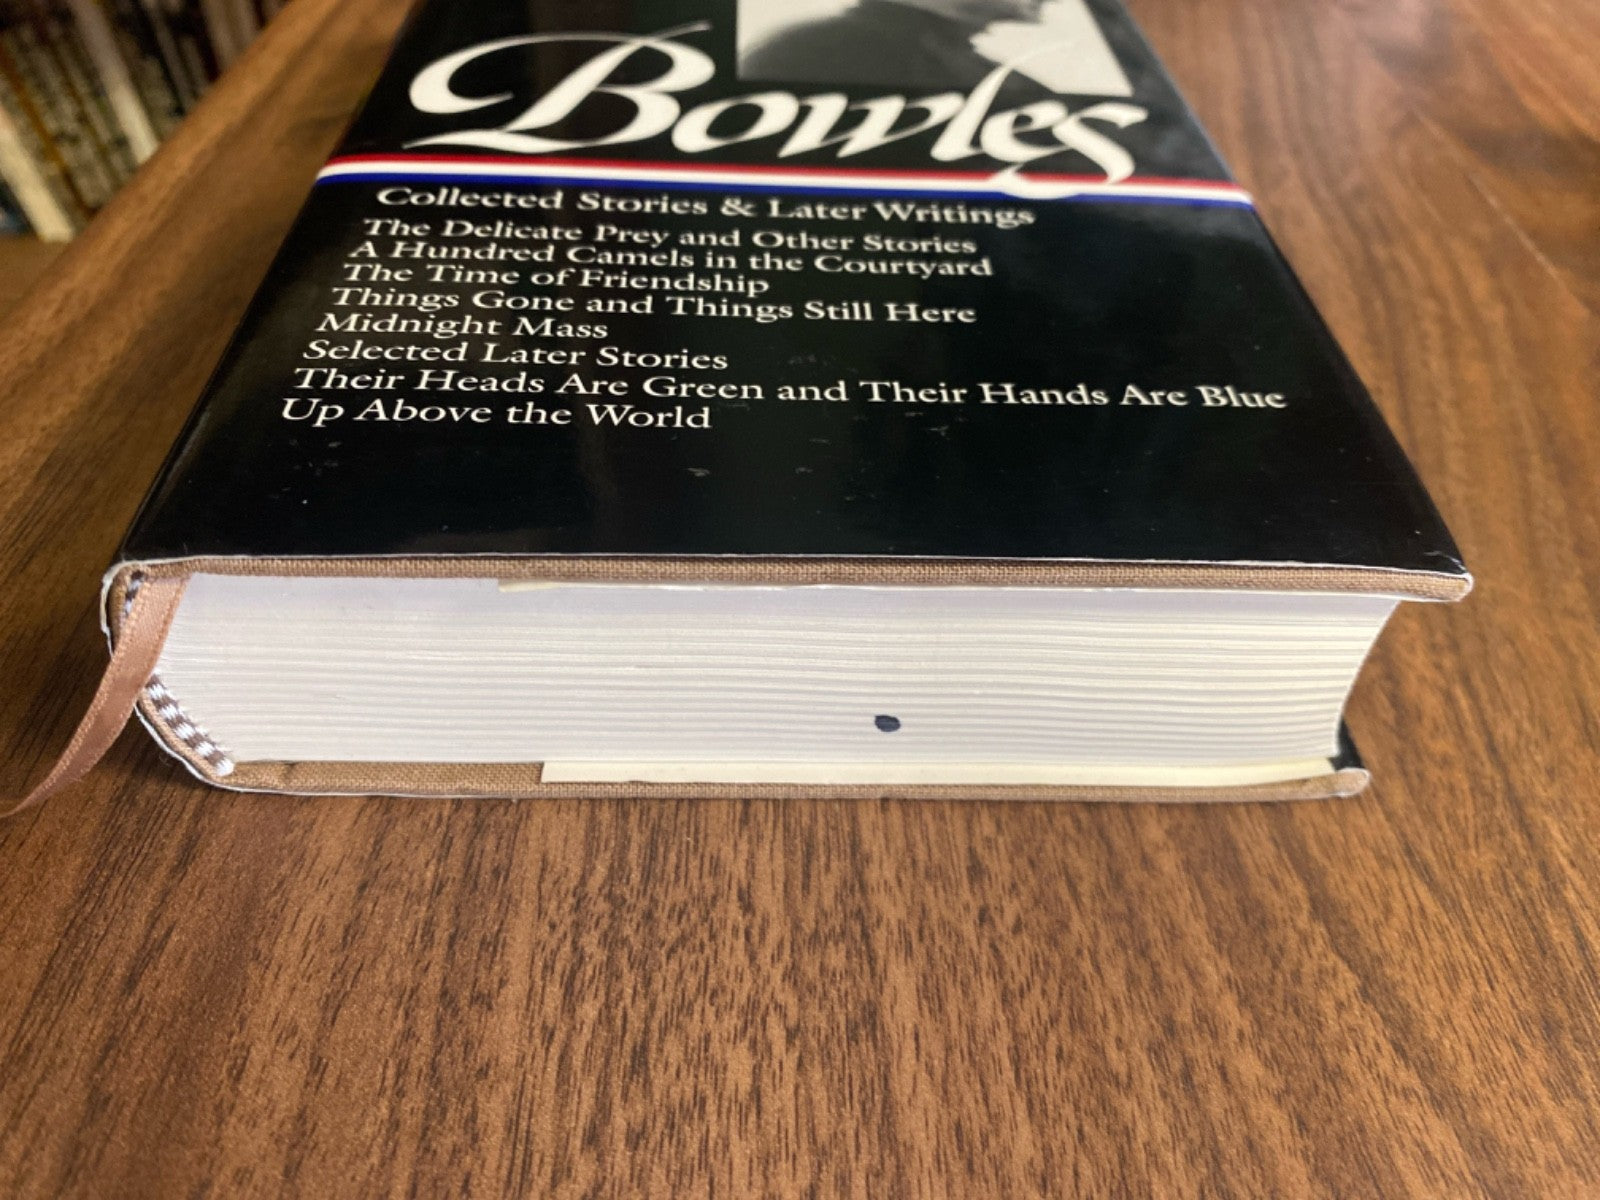 Bowles
Collected Stories & Later Writings
The Delicate Prey and Other Stories
A Hundred Camels in the Courtyard
The Time of Friendship
Things Gone and Things Still Here
Midnight Mass
Selected Later Stories
Their Heads Are Green and Their Hands Are Blue
Up Above the World